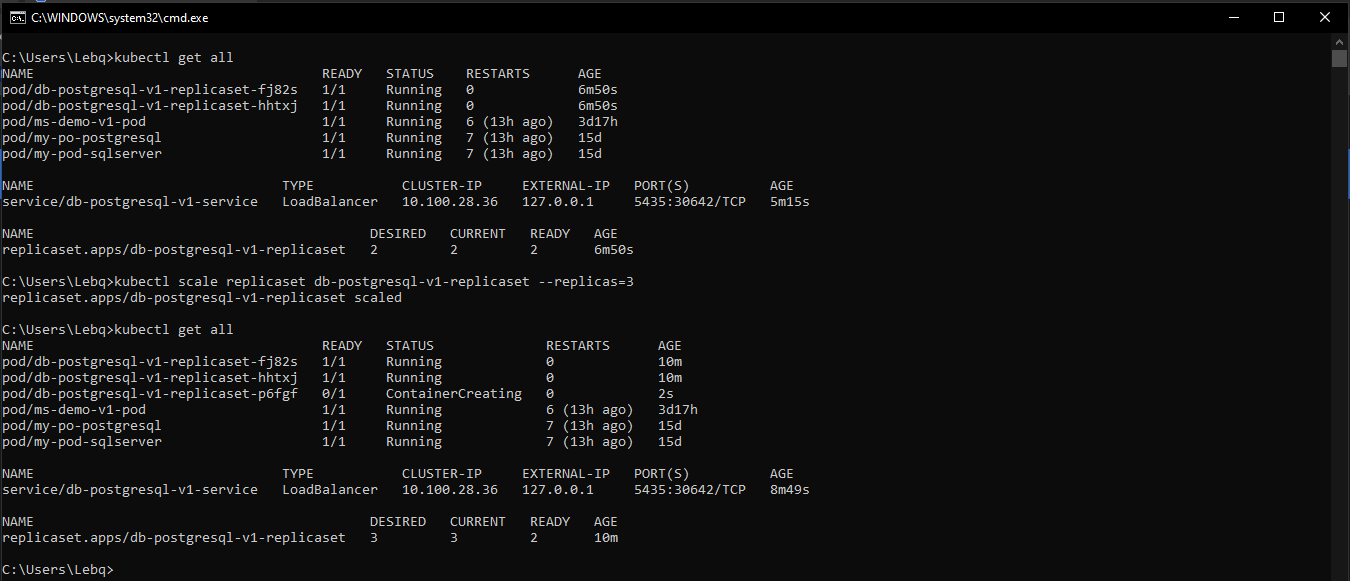 C:\WINDOWS\system32\cmd.exe
C:\Users\Lebq>kubectl get all
NAME READY STATUS RESTARTS AGE
pod/db-postgresql-v1-replicaset-fj82s 1/1 Running 0 6m50s
pod/db-postgresql-v1-replicaset-hhtxj 1/1 Running 0 6m50s
pod/ms-demo-v1-pod 1/1 Running 6 (13h ago) 3d17h
pod/my-po-postgresql 1/1 Running 7 (13h ago) 15d
pod/my-pod-sqlserver 1/1 Running 7 (13h ago) 15d
NAME TYPE CLUSTER-IP EXTERNAL-IP PORT(S) AGE
service/db-postgresql-v1-service LoadBalancer 10.100.28.36 127.0.0.1 5435:30642/TCP 5m15s
NAME DESIRED CURRENT READY AGE
replicaset.apps/db-postgresql-v1-replicaset 2 2 2 6m50s
C:\Users\Lebq>kubectl scale replicaset db-postgresql-v1-replicaset --replicas=3
replicaset.apps/db-postgresql-v1-replicaset scaled
C:\Users\Lebq>kubectl get all
NAME READY STATUS RESTARTS AGE
pod/db-postgresql-v1-replicaset-fj82s 1/1 Running 0 10m
pod/db-postgresql-v1-replicaset-hhtxj 1/1 Running 0 10m
pod/db-postgresql-v1-replicaset-p6fgf 0/1 ContainerCreating 0 2s
pod/ms-demo-v1-pod 1/1 Running 6 (13h ago) 3d17h
pod/my-po-postgresql 1/1 Running 7 (13h ago) 15d
pod/my-pod-sqlserver 1/1 Running 7 (13h ago) 15d
NAME TYPE CLUSTER-IP EXTERNAL-IP PORT(S) AGE
service/db-postgresql-v1-service LoadBalancer 10.100.28.36 127.0.0.1 5435:30642/TCP 8m49s
NAME DESIRED CURRENT READY AGE
replicaset.apps/db-postgresql-v1-replicaset 3 3 2 10m
C:\Users\Lebq>